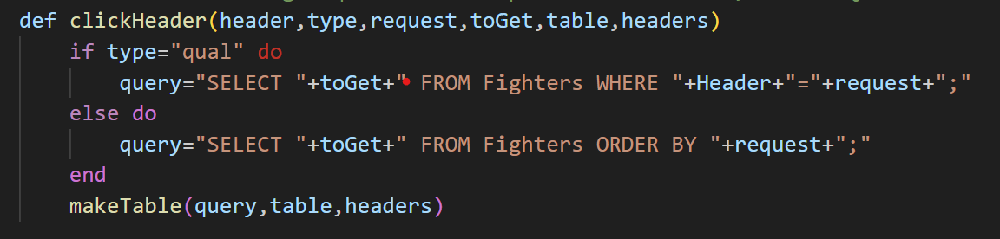 def clickHeader(header,type,request,toGet,table,headers)
    if type="qual" do
        query="SELECT "+toGet+" FROM Fighters WHERE "+Header+"="+request+";"
    else do
        query="SELECT "+toGet+" FROM Fighters ORDER BY "+request+";"
    end
    makeTable(query,table,headers)